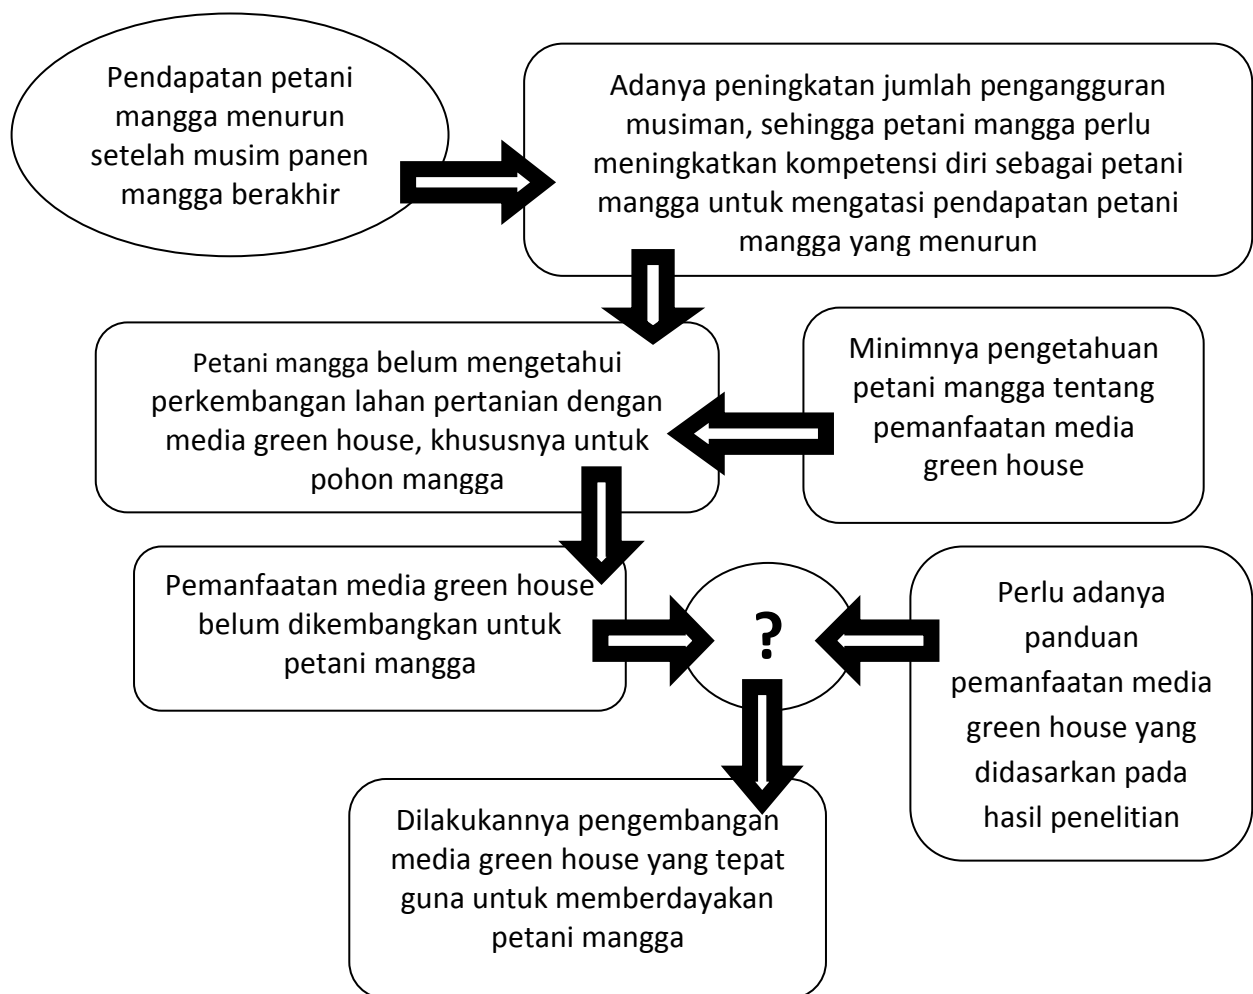 Pendapatan petani
mangga menurun
setelah musim panen
mangga berakhir
Adanya peningkatan jumlah pengangguran
musiman, sehingga petani mangga perlu
meningkatkan kompetensi diri sebagai petani
mangga untuk mengatasi pendapatan petani
mangga yang menurun
Petani mangga belum mengetahui
perkembangan lahan pertanian dengan
media green house, khususnya untuk
pohon mangga
Minimnya pengetahuan
petani mangga tentang
pemanfaatan media
green house
Pemanfaatan media green house
belum dikembangkan untuk
petani mangga
?
Perlu adanya
panduan
pemanfaatan media
green house yang
didasarkan pada
hasil penelitian
Dilakukannya pengembangan
media green house yang tepat
guna untuk memberdayakan
petani mangga